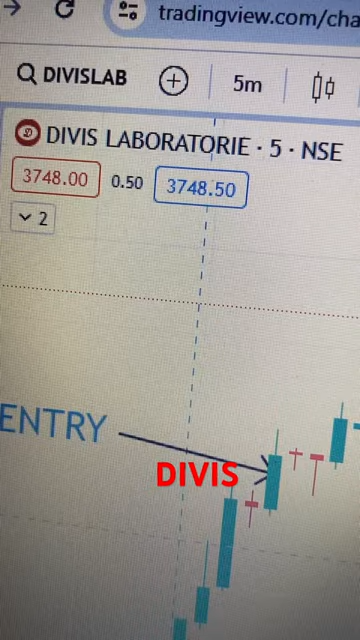 tradingview.com/cha
DIVISLAB
5m
DIVIS LABORATORIE · 5 · NSE
3748.00 0.50 3748.50
2
ENTRY
DIVIS